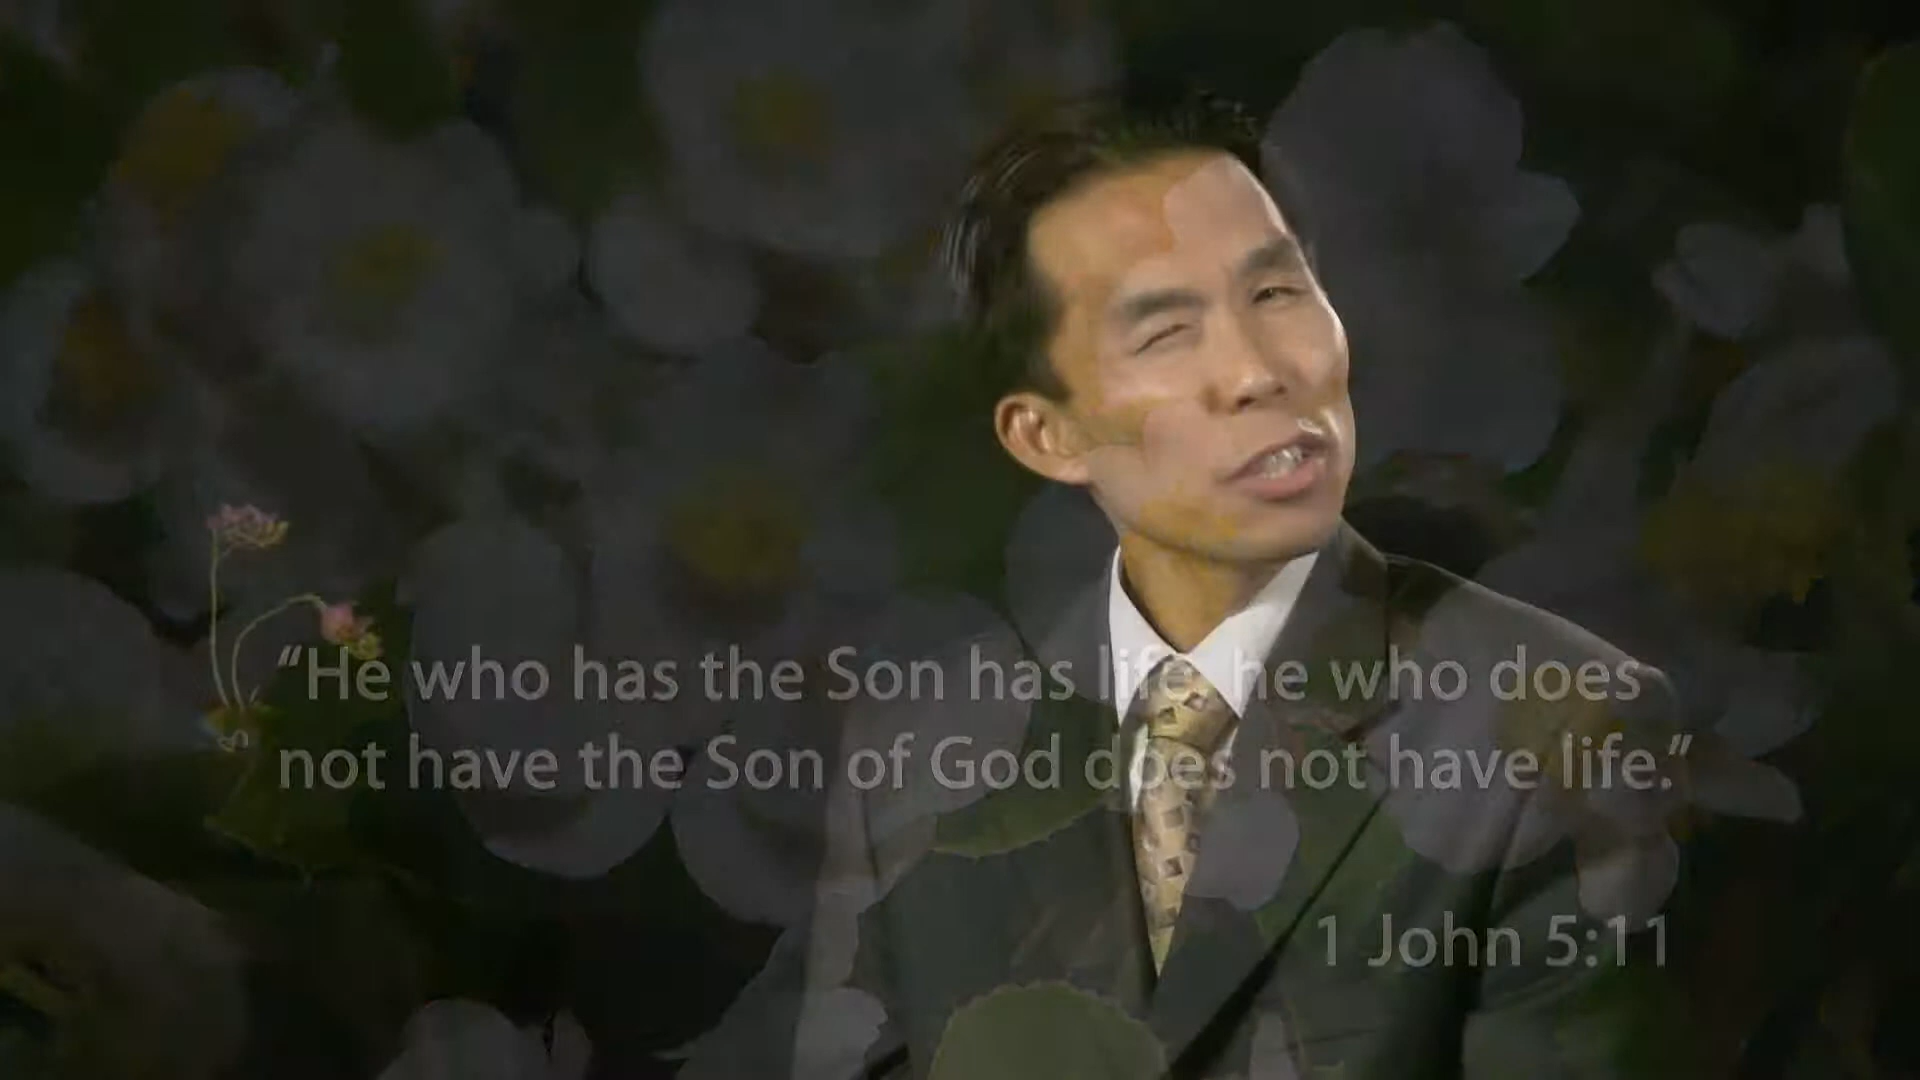 “He who has the Son has life; he who does
not have the Son of God does not have life.”
1 John 5:11